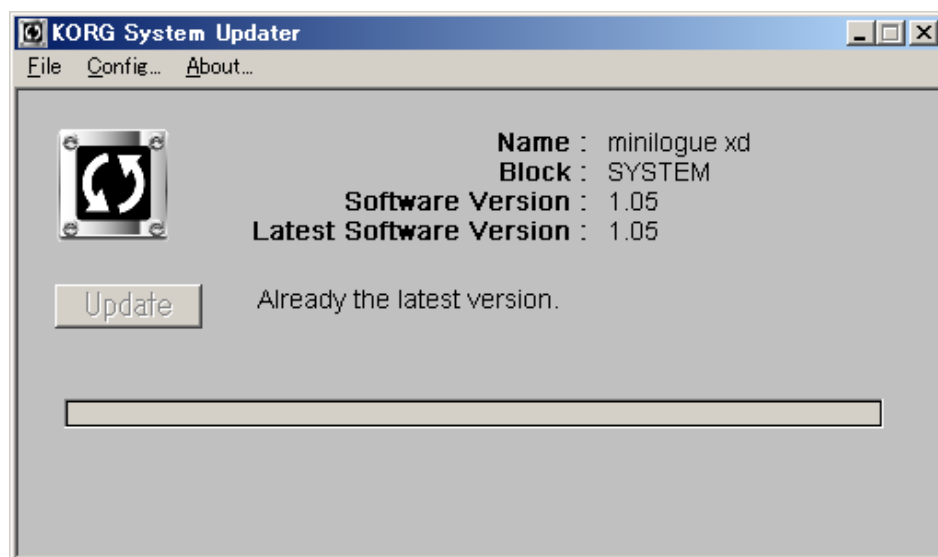 KORG System Updater
File Config... About...
Name : minilogue xd
Block : SYSTEM
Software Version : 1.05
Latest Software Version : 1.05
Update Already the latest version.